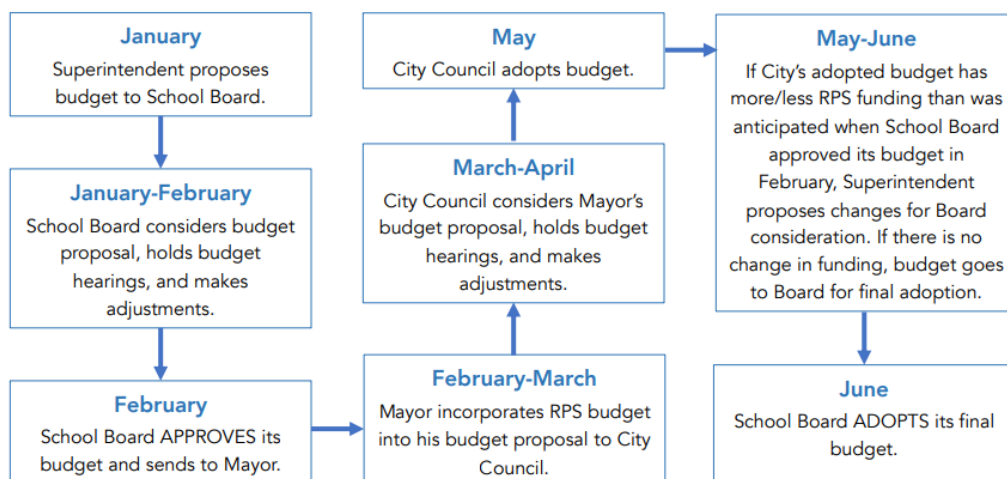 January
Superintendent proposes
budget to School Board.
January-February
School Board considers budget
proposal, holds budget
hearings, and makes
adjustments.
February
School Board APPROVES its
budget and sends to Mayor.
February-March
Mayor incorporates RPS budget
into his budget proposal to City
Council.
March-April
City Council considers Mayor’s
budget proposal, holds budget
hearings, and makes
adjustments.
May
City Council adopts budget.
May-June
If City’s adopted budget has
more/less RPS funding than was
anticipated when School Board
approved its budget in
February, Superintendent
proposes changes for Board
consideration. If there is no
change in funding, budget goes
to Board for final adoption.
June
School Board ADOPTS its final
budget.